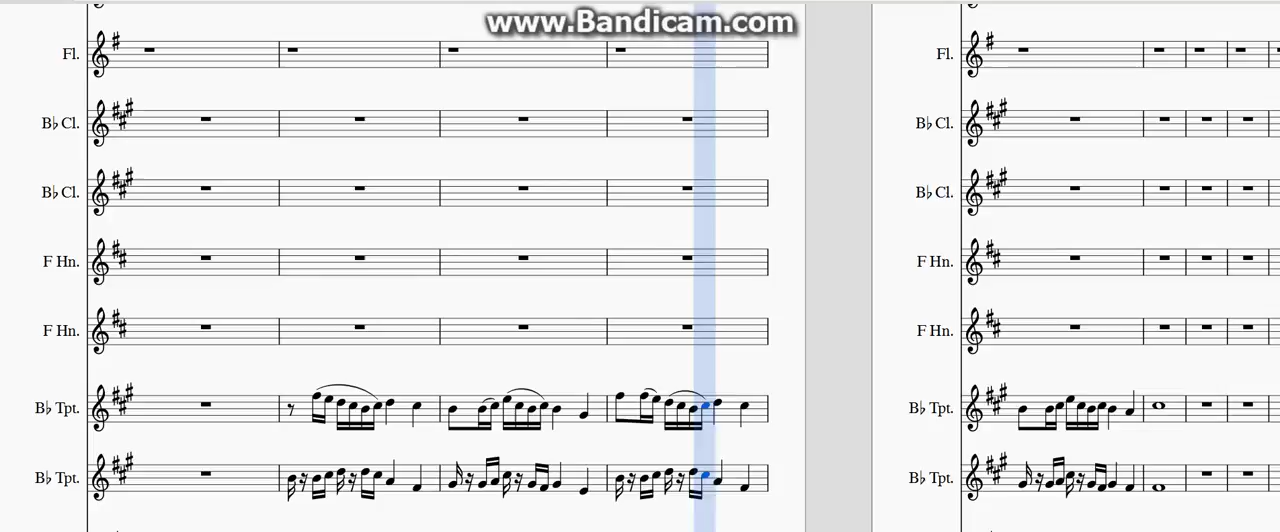 www.Bandicam.com
Fl.
Fl.
B♭ Cl.
B♭ Cl.
B♭ Cl.
B♭ Cl.
F Hn.
F Hn.
F Hn.
F Hn.
B♭ Tpt.
B♭ Tpt.
B♭ Tpt.
B♭ Tpt.